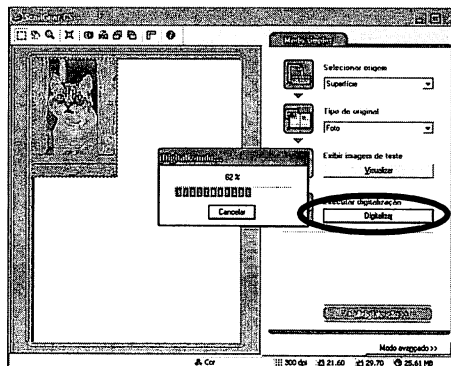 ScanGear CS
Modo Simples
Selecionar origem
Superfície
Tipo de original
Foto
Exibir imagem de teste
Visualizar
Digitalizando...
62 %
Cancelar
Executar digitalização
Digitaliza
Modo avançado >>
Cor
300 dpi
21.60
29.70
25.61 MB